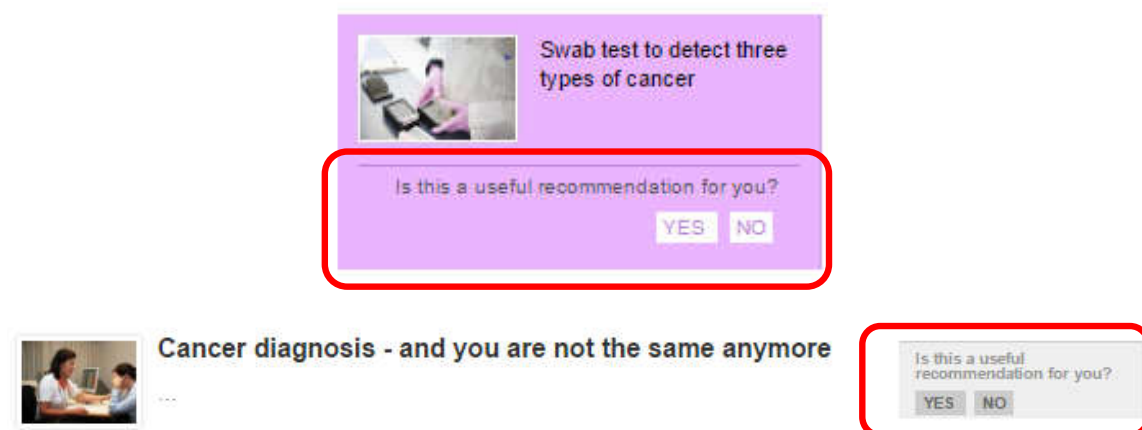 Swab test to detect three
types of cancer
Is this a useful recommendation for you?
YES NO
Cancer diagnosis - and you are not the same anymore
...
Is this a useful
recommendation for you?
YES NO